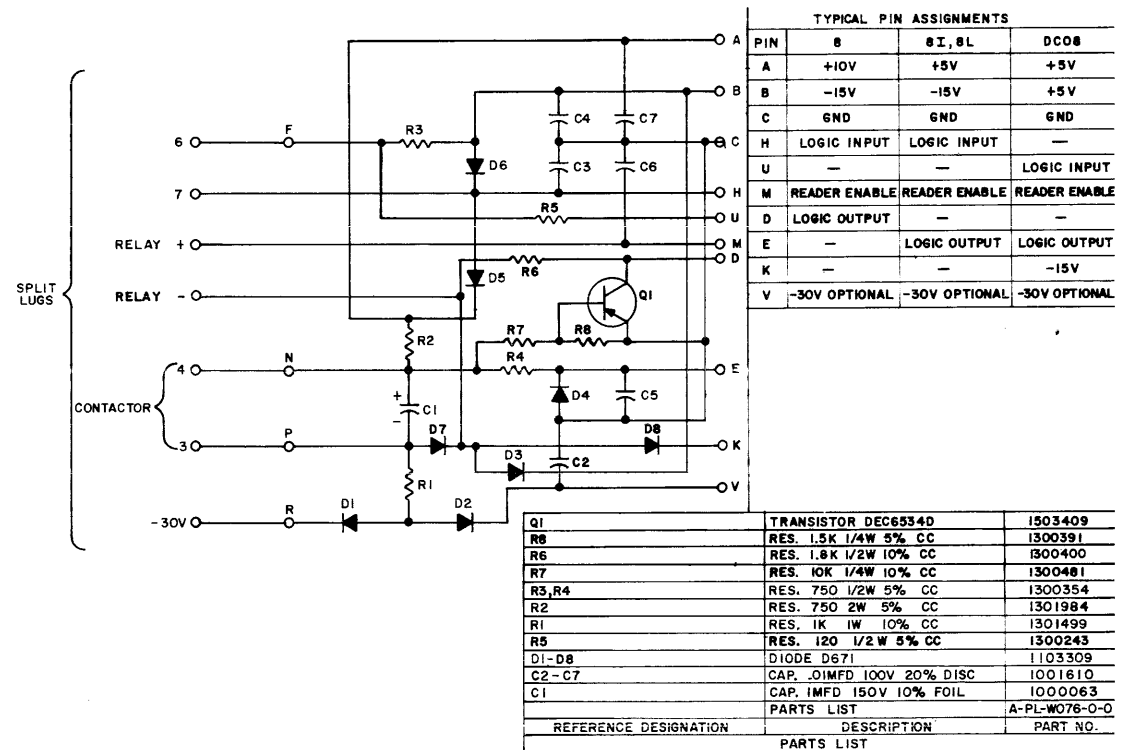 TYPICAL PIN ASSIGNMENTS
PIN 8 8I,8L DC08
A +10V +5V +5V
B -15V -15V +5V
C GND GND GND
H LOGIC INPUT LOGIC INPUT —
U — — LOGIC INPUT
M READER ENABLE READER ENABLE READER ENABLE
D LOGIC OUTPUT — —
E — LOGIC OUTPUT LOGIC OUTPUT
K — — -15V
V -30V OPTIONAL -30V OPTIONAL -30V OPTIONAL
A
B
C4 C7
6 F R3 C
D6 C3 C6
7 H
R5 U
RELAY + M
R6 D
D5
SPLIT LUGS
RELAY - Q1
R2 R7 R8
4 N R4 E
CONTACTOR
+ C1 - D4 C5
3 P D7 D8 K
D3 C2
R1 V
-30V R D1 D2
Q1 TRANSISTOR DEC6534D 1503409
R8 RES. 1.5K 1/4W 5% CC 1300391
R6 RES. 1.8K 1/2W 10% CC 1300400
R7 RES. 10K 1/4W 10% CC 1300481
R3,R4 RES. 750 1/2W 5% CC 1300354
R2 RES. 750 2W 5% CC 1301984
R1 RES. 1K 1W 10% CC 1301499
R5 RES. 120 1/2W 5% CC 1300243
D1-D8 DIODE D671 1103309
C2-C7 CAP. .01MFD 100V 20% DISC 1001610
C1 CAP. 1MFD 150V 10% FOIL 1000063
PARTS LIST A-PL-W076-0-0
REFERENCE DESIGNATION DESCRIPTION PART NO.
PARTS LIST